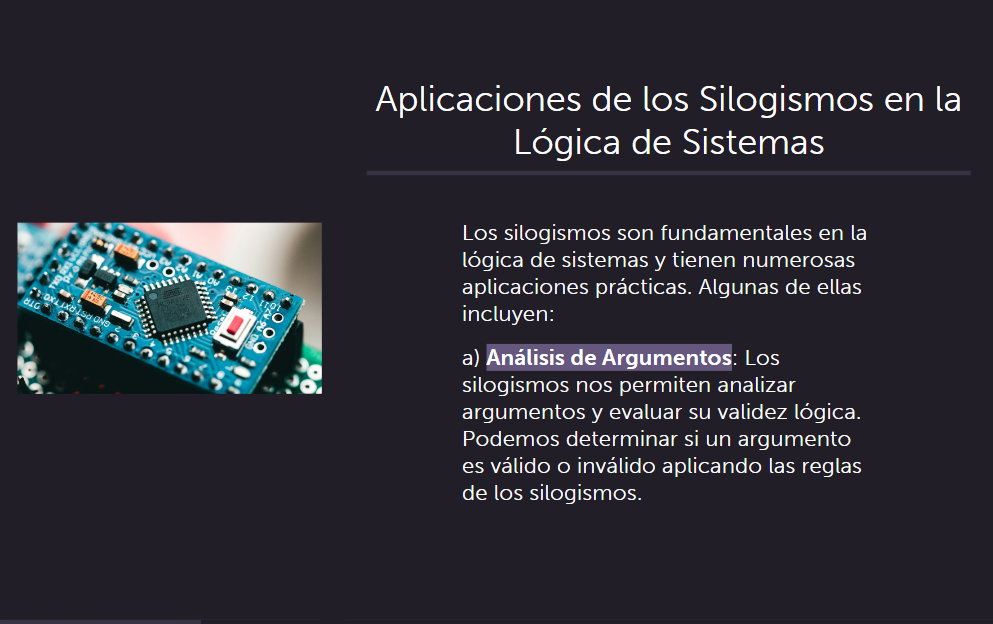 Aplicaciones de los Silogismos en la
Lógica de Sistemas
Los silogismos son fundamentales en la
lógica de sistemas y tienen numerosas
aplicaciones prácticas. Algunas de ellas
incluyen:
a) Análisis de Argumentos: Los
silogismos nos permiten analizar
argumentos y evaluar su validez lógica.
Podemos determinar si un argumento
es válido o inválido aplicando las reglas
de los silogismos.